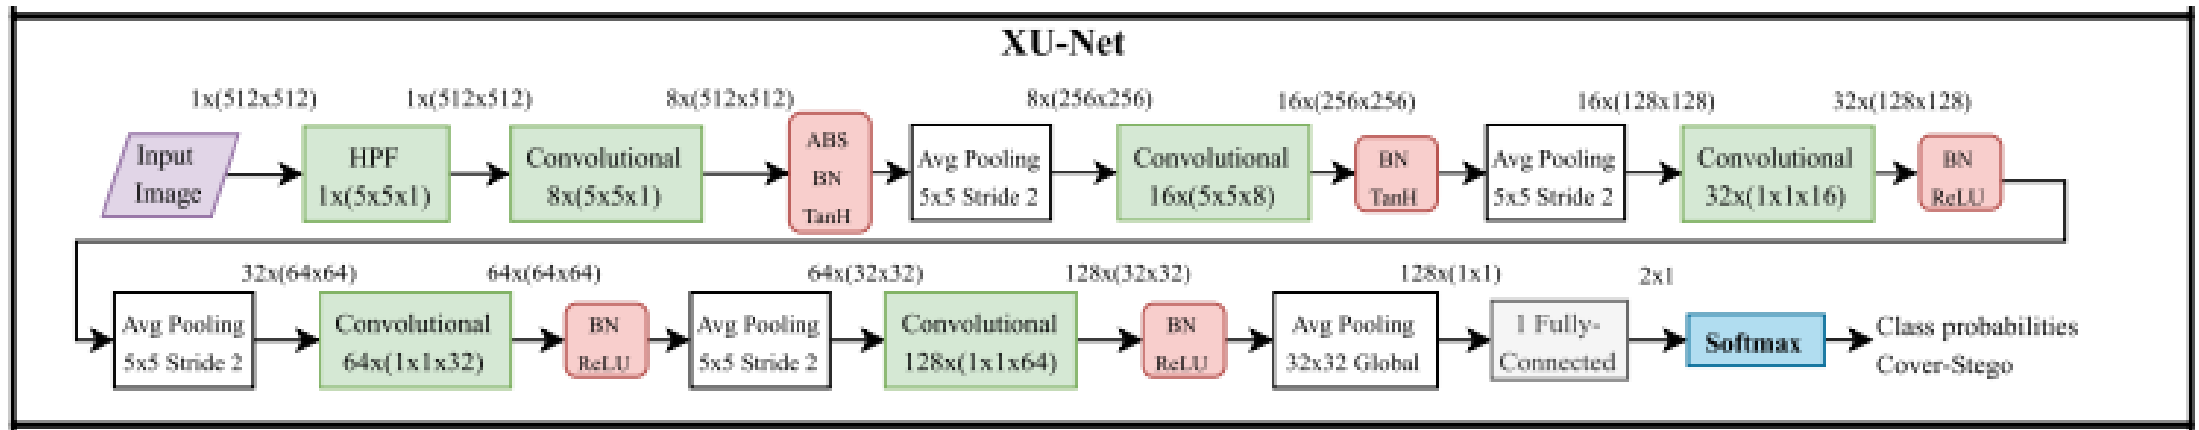 XU-Net
1x(512x512)
1x(512x512)
8x(512x512)
8x(256x256)
16x(256x256)
16x(128x128)
32x(128x128)
Input
Image
HPF
1x(5x5x1)
Convolutional
8x(5x5x1)
ABS
BN
TanH
Avg Pooling
5x5 Stride 2
Convolutional
16x(5x5x8)
BN
TanH
Avg Pooling
5x5 Stride 2
Convolutional
32x(1x1x16)
BN
ReLU
32x(64x64)
64x(64x64)
64x(32x32)
128x(32x32)
128x(1x1)
2x1
Avg Pooling
5x5 Stride 2
Convolutional
64x(1x1x32)
BN
ReLU
Avg Pooling
5x5 Stride 2
Convolutional
128x(1x1x64)
BN
ReLU
Avg Pooling
32x32 Global
1 Fully-
Connected
Softmax
Class probabilities
Cover-Stego